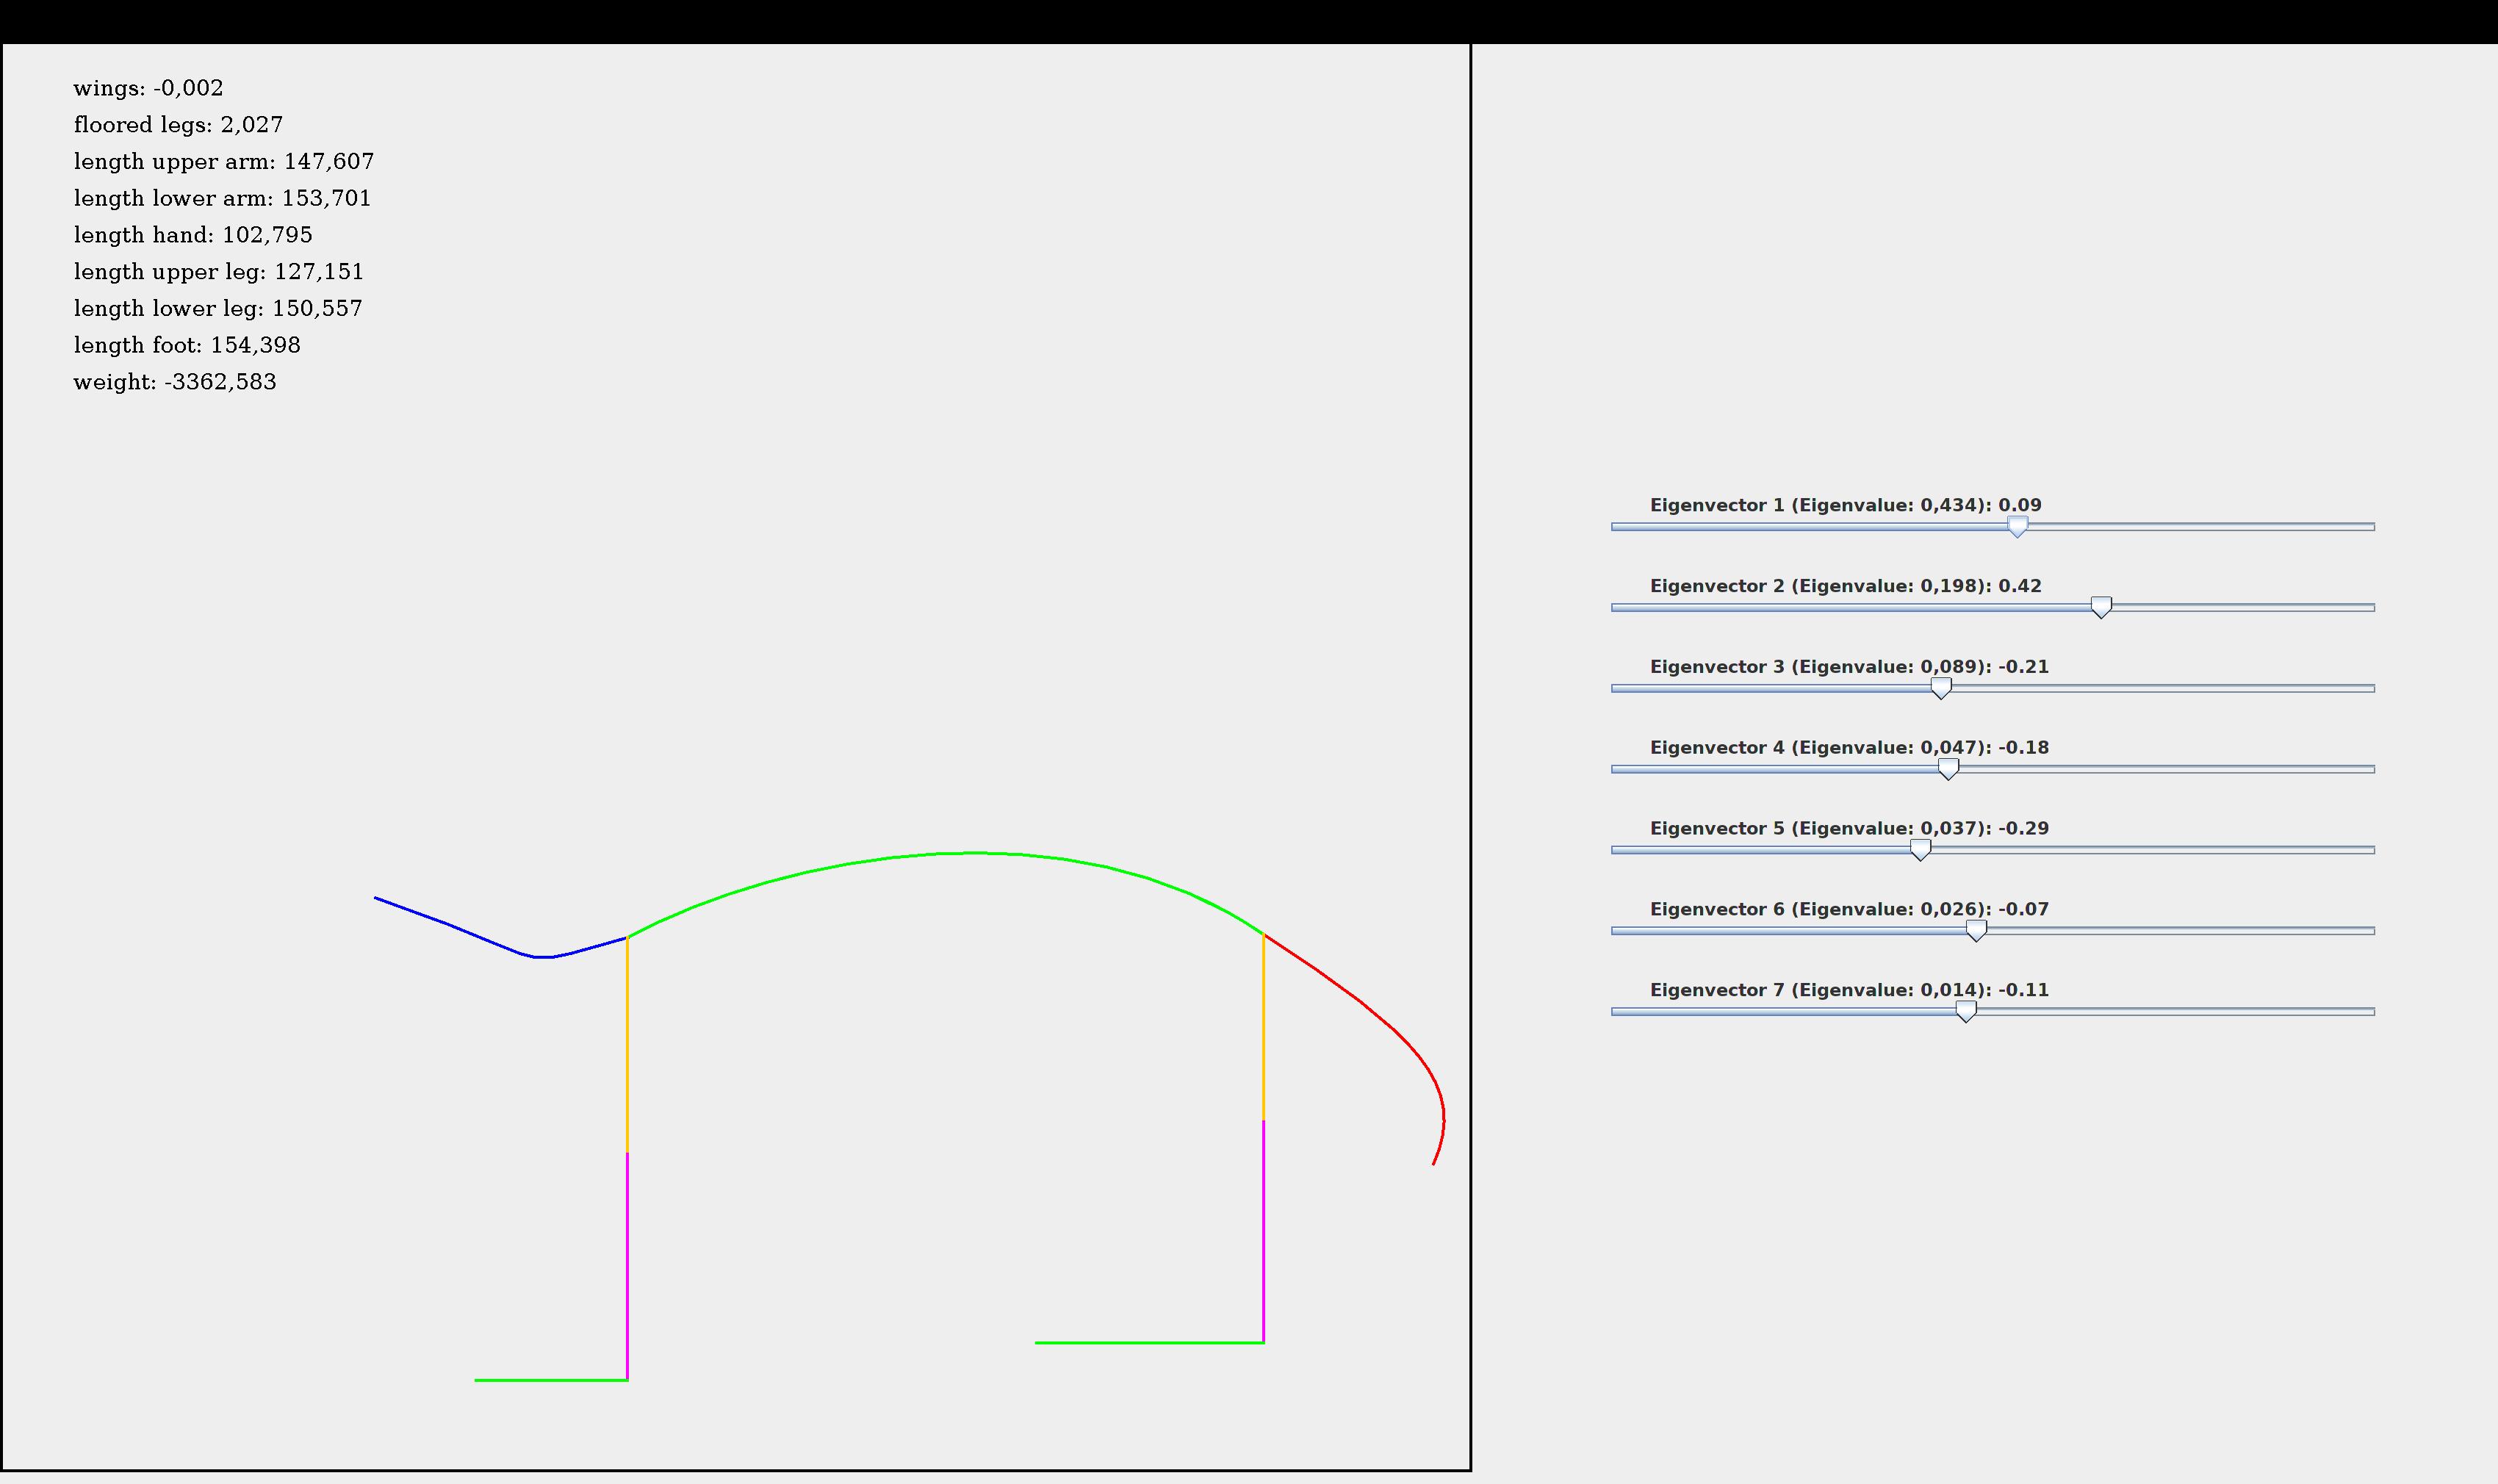 wings: -0,002
floored legs: 2,027
length upper arm: 147,607
length lower arm: 153,701
length hand: 102,795
length upper leg: 127,151
length lower leg: 150,557
length foot: 154,398
weight: -3362,583
Eigenvector 1 (Eigenvalue: 0,434): 0.09
Eigenvector 2 (Eigenvalue: 0,198): 0.42
Eigenvector 3 (Eigenvalue: 0,089): -0.21
Eigenvector 4 (Eigenvalue: 0,047): -0.18
Eigenvector 5 (Eigenvalue: 0,037): -0.29
Eigenvector 6 (Eigenvalue: 0,026): -0.07
Eigenvector 7 (Eigenvalue: 0,014): -0.11